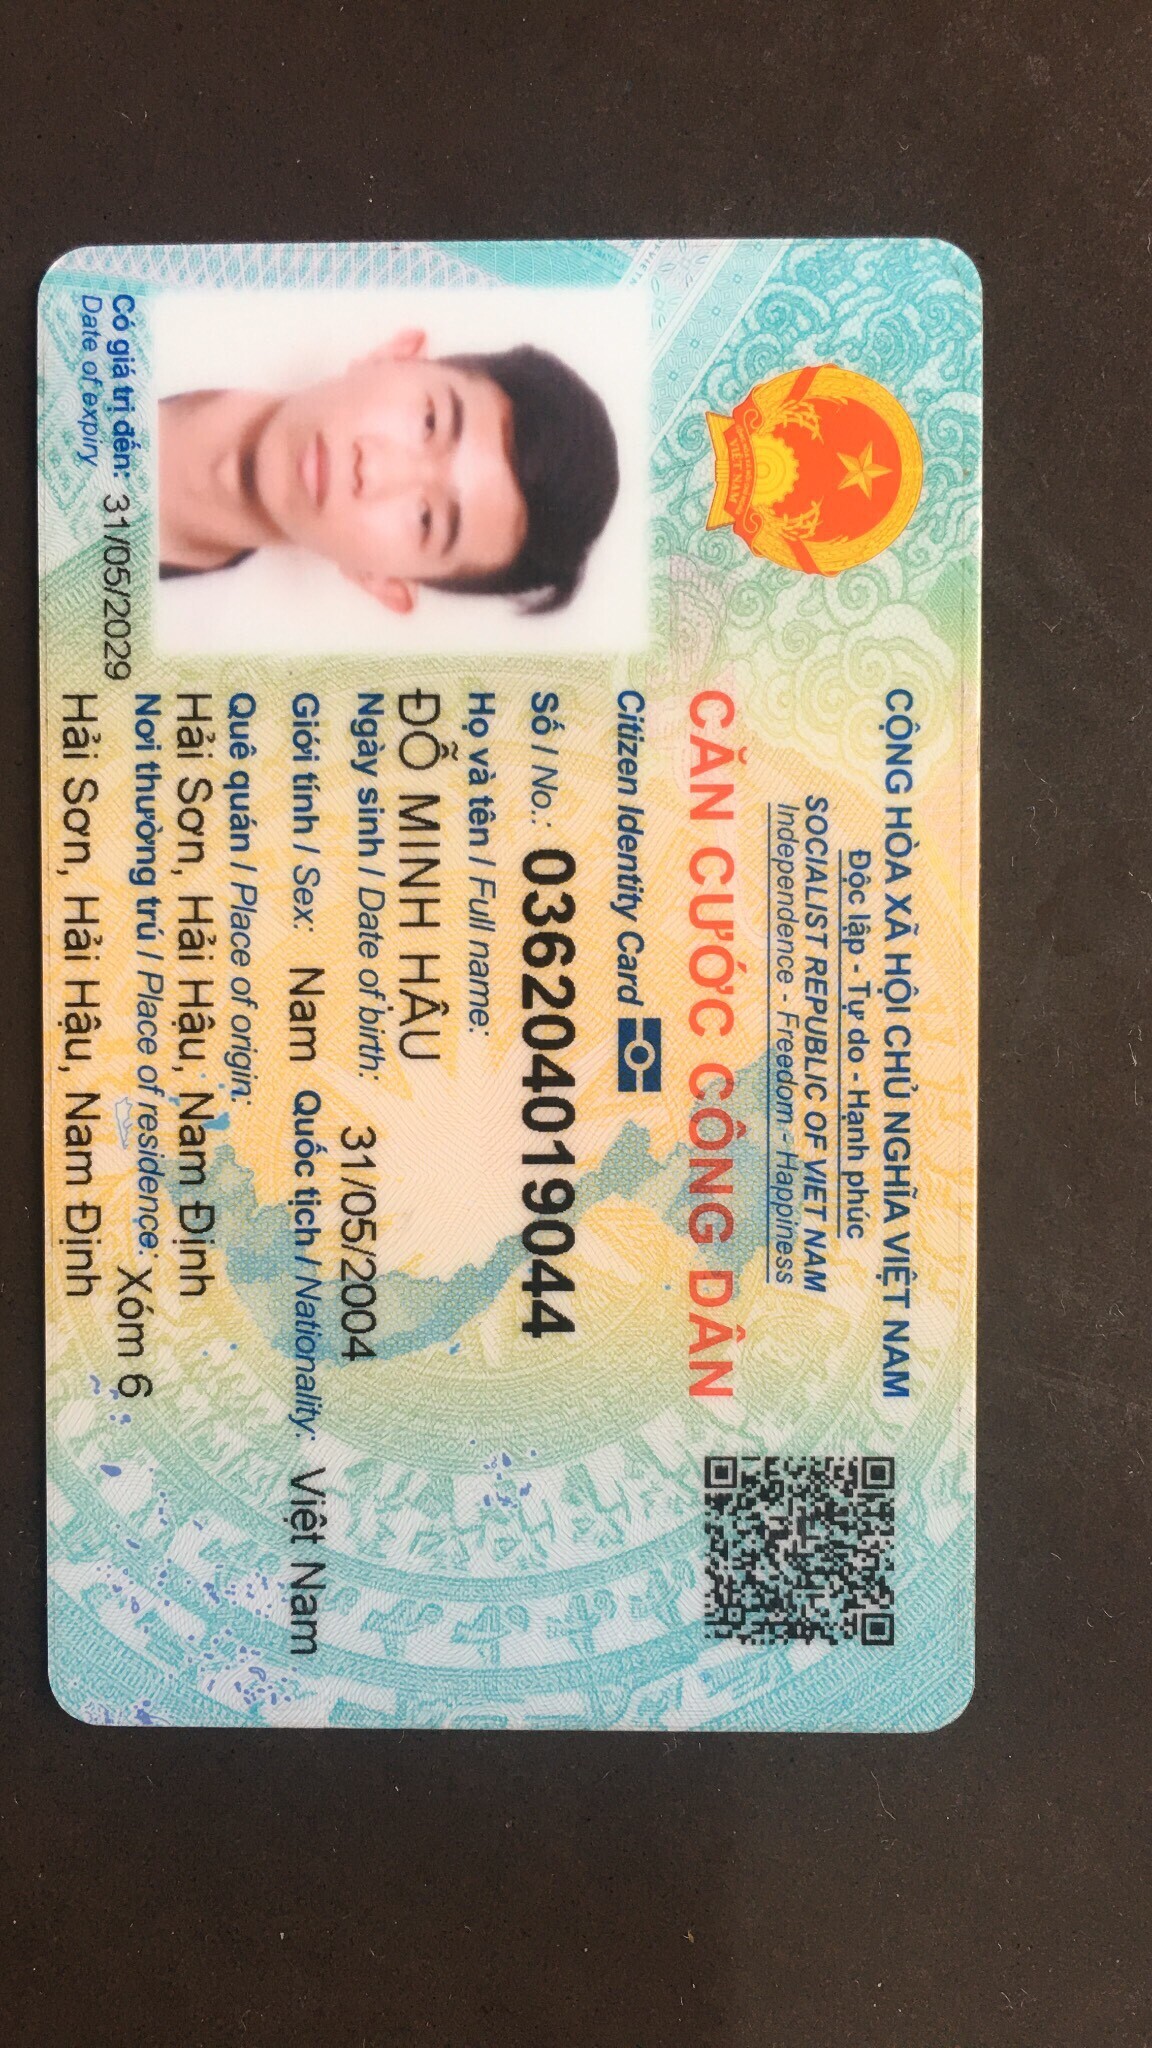 CỘNG HÒA XÃ HỘI CHỦ NGHĨA VIỆT NAM
Độc lập - Tự do - Hạnh phúc
SOCIALIST REPUBLIC OF VIET NAM
Independence - Freedom - Happiness
CĂN CƯỚC CÔNG DÂN
Citizen Identity Card
Số / No.: 036204019044
Họ và tên / Full name:
ĐỖ MINH HẬU
Ngày sinh / Date of birth: 31/05/2004
Giới tính / Sex: Nam Quốc tịch / Nationality: Việt Nam
Quê quán / Place of origin:
Hải Sơn, Hải Hậu, Nam Định
Nơi thường trú / Place of residence: Xóm 6
Hải Sơn, Hải Hậu, Nam Định
Có giá trị đến: 31/05/2029
Date of expiry
VIỆT NAM